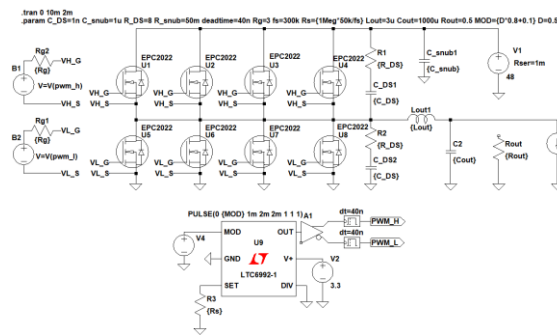 .tran 0 10m 2m
.param C_DS=1n C_snub=1u R_DS=8 R_snub=50m deadtime=40n Rg=3 fs=300k Rs={1Meg*50k/fs} Lout=3u Cout=1000u Rout=0.5 MOD={D*0.8+0.1} D=0.5
Rg2
{Rg}
VH_G
B1
V=V(pwm_h)
VH_S
EPC2022
U1
EPC2022
U2
EPC2022
U3
EPC2022
U4
VH_G
VH_S
VH_G
VH_S
VH_G
VH_S
VH_G
VH_S
R1
{R_DS}
C_DS1
{C_DS}
C_snub1
{C_snub}
V1
Rser=1m
48
Rg1
{Rg}
VL_G
B2
V=V(pwm_l)
VL_S
EPC2022
U5
EPC2022
U6
EPC2022
U7
EPC2022
U8
VL_G
VL_S
VL_G
VL_S
VL_G
VL_S
VL_G
VL_S
R2
{R_DS}
C_DS2
{C_DS}
Lout1
{Lout}
C2
{Cout}
Rout
{Rout}
PULSE(0 {MOD} 1m 2m 2m 1 1 1)
A1
dt=40n
PWM_H
dt=40n
PWM_L
V4
MOD
OUT
U9
GND
V+
LTC6992-1
SET
DIV
R3
{Rs}
V2
3.3